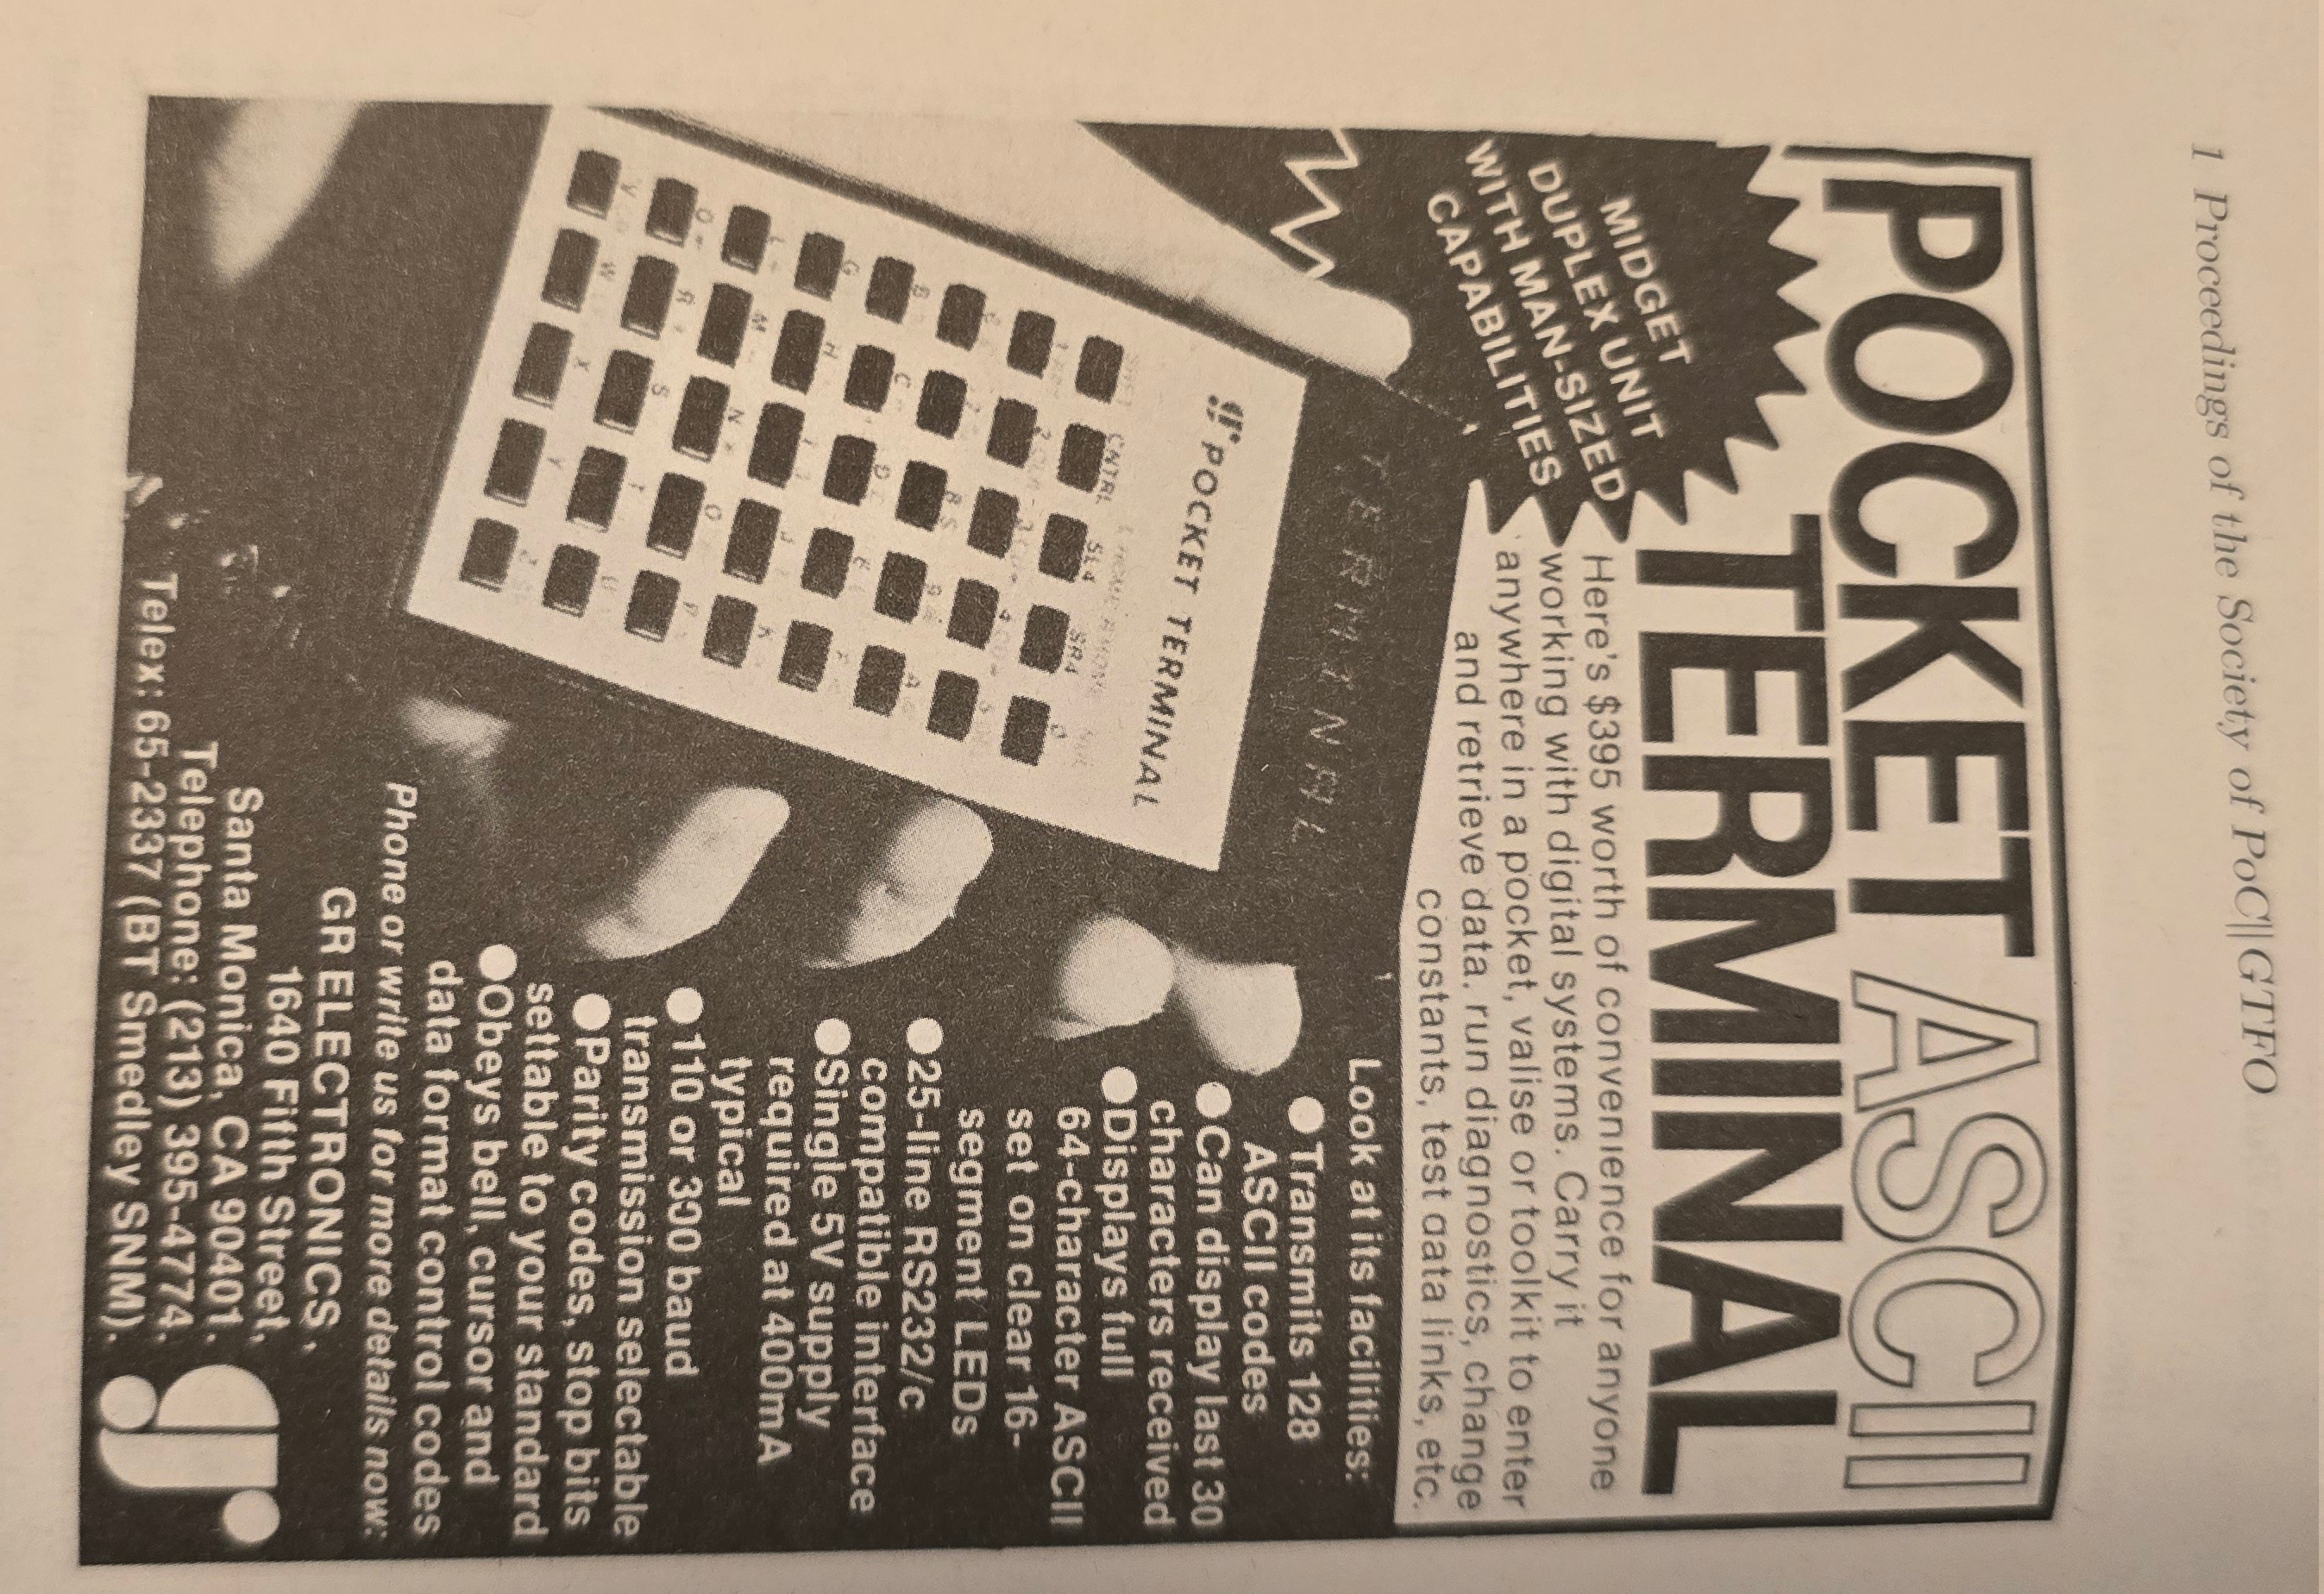 1 Proceedings of the Society of PoC||GTFO
POCKET ASCII
TERMINAL
MIDGET
DUPLEX UNIT
WITH MAN-SIZED
CAPABILITIES
Here's $395 worth of convenience for anyone
working with digital systems. Carry it
anywhere in a pocket, valise or toolkit to enter
and retrieve data. run diagnostics, change
constants, test data links, etc.
Look at its facilities:
●Transmits 128
ASCII codes
●Can display last 30
characters received
●Displays full
64-character ASCII
set on clear 16-
segment LEDs
●25-line RS232/c
compatible interface
●Single 5V supply
required at 400mA
typical
●110 or 300 baud
transmission selectable
●Parity codes, stop bits
settable to your standard
●Obeys bell, cursor and
data format control codes
Phone or write us for more details now:
GR ELECTRONICS,
1640 Fifth Street,
Santa Monica, CA 90401.
Telephone: (213) 395-4774.
Telex: 65-2337 (BT Smedley SNM).
gr
TERMINAL
gr POCKET TERMINAL
CNTRL SL4 SR4 0
2 3 4
BS A
B C D E F
G H I J K
L M N O P
Q R S T U
V W X Y Z